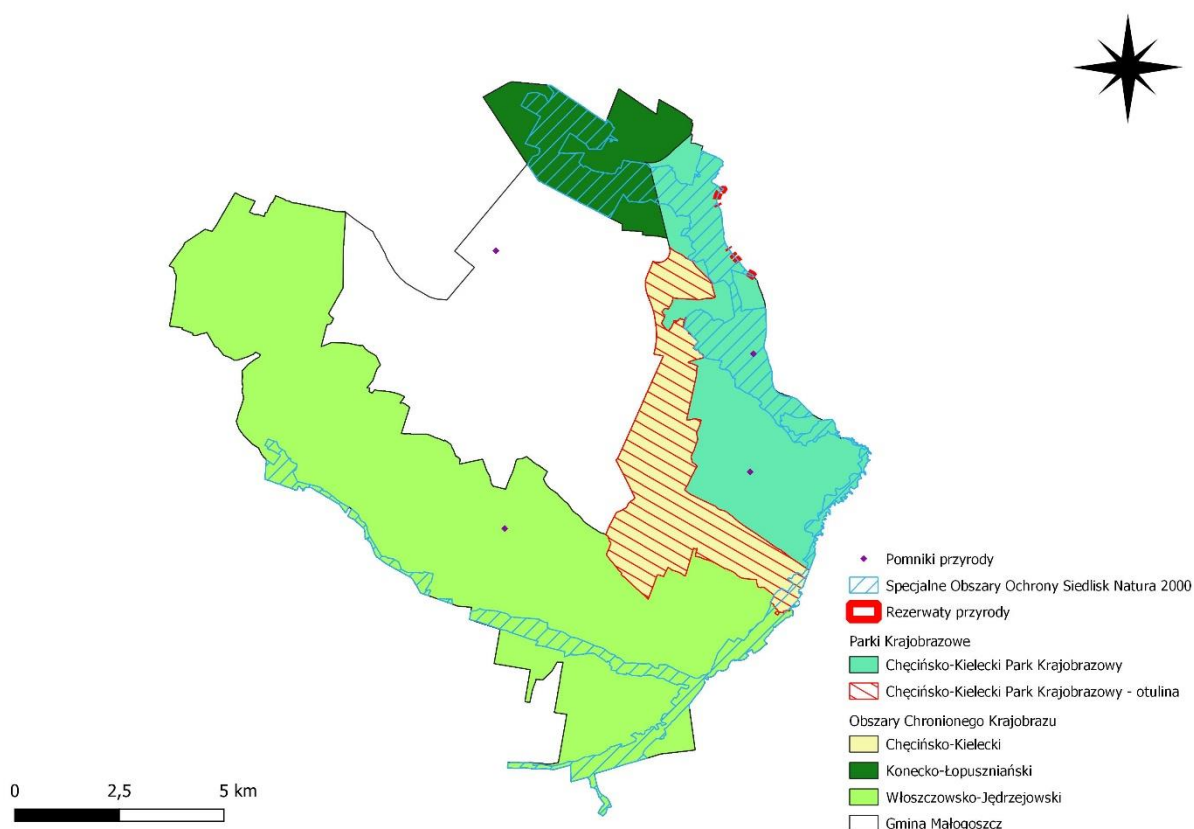 Pomniki przyrody
Specjalne Obszary Ochrony Siedlisk Natura 2000
Rezerwaty przyrody
Parki Krajobrazowe
Chęcińsko-Kielecki Park Krajobrazowy
Chęcińsko-Kielecki Park Krajobrazowy - otulina
Obszary Chronionego Krajobrazu
Chęcińsko-Kielecki
Konecko-Łopuszniański
Włoszczowsko-Jędrzejowski
Gmina Małogoszcz
0 2,5 5 km